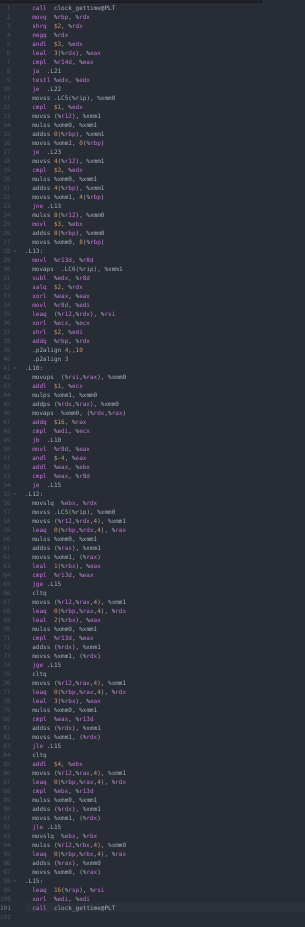 1 call clock_gettime@PLT
2 movq %rbp, %rdx
3 shrq $2, %rdx
4 negq %rdx
5 andl $3, %edx
6 leal 3(%rdx), %eax
7 cmpl %r14d, %eax
8 ja .L21
9 testl %edx, %edx
10 je .L22
11 movss .LC5(%rip), %xmm0
12 cmpl $1, %edx
13 movss (%r12), %xmm1
14 mulss %xmm0, %xmm1
15 addss 0(%rbp), %xmm1
16 movss %xmm1, 0(%rbp)
17 je .L23
18 movss 4(%r12), %xmm1
19 cmpl $3, %edx
20 mulss %xmm0, %xmm1
21 addss 4(%rbp), %xmm1
22 movss %xmm1, 4(%rbp)
23 jne .L13
24 mulss 8(%r12), %xmm0
25 movl $3, %ebx
26 addss 8(%rbp), %xmm0
27 movss %xmm0, 8(%rbp)
28 .L13:
29 movl %r13d, %r8d
30 movaps .LC6(%rip), %xmm1
31 subl %edx, %r8d
32 salq $2, %rdx
33 xorl %eax, %eax
34 movl %r8d, %edi
35 leaq (%r12,%rdx), %rsi
36 xorl %ecx, %ecx
37 shrl $2, %edi
38 addq %rbp, %rdx
39 .p2align 4,,10
40 .p2align 3
41 .L10:
42 movups (%rsi,%rax), %xmm0
43 addl $1, %ecx
44 mulps %xmm1, %xmm0
45 addps (%rdx,%rax), %xmm0
46 movaps %xmm0, (%rdx,%rax)
47 addq $16, %rax
48 cmpl %edi, %ecx
49 jb .L10
50 movl %r8d, %eax
51 andl $-4, %eax
52 addl %eax, %ebx
53 cmpl %eax, %r8d
54 je .L15
55 .L12:
56 movslq %ebx, %rdx
57 movss .LC5(%rip), %xmm0
58 movss (%r12,%rdx,4), %xmm1
59 leaq 0(%rbp,%rdx,4), %rax
60 mulss %xmm0, %xmm1
61 addss (%rax), %xmm1
62 movss %xmm1, (%rax)
63 leal 1(%rbx), %eax
64 cmpl %r13d, %eax
65 jge .L15
66 cltq
67 movss (%r12,%rax,4), %xmm1
68 leaq 0(%rbp,%rax,4), %rdx
69 leal 2(%rbx), %eax
70 mulss %xmm0, %xmm1
71 cmpl %r13d, %eax
72 addss (%rdx), %xmm1
73 movss %xmm1, (%rdx)
74 jge .L15
75 cltq
76 movss (%r12,%rax,4), %xmm1
77 leaq 0(%rbp,%rax,4), %rdx
78 leal 3(%rbx), %eax
79 mulss %xmm0, %xmm1
80 cmpl %eax, %r13d
81 addss (%rdx), %xmm1
82 movss %xmm1, (%rdx)
83 jle .L15
84 cltq
85 addl $4, %ebx
86 movss (%r12,%rax,4), %xmm1
87 leaq 0(%rbp,%rax,4), %rdx
88 cmpl %ebx, %r13d
89 mulss %xmm0, %xmm1
90 addss (%rdx), %xmm1
91 movss %xmm1, (%rdx)
92 jle .L15
93 movslq %ebx, %rbx
94 mulss (%r12,%rbx,4), %xmm0
95 leaq 0(%rbp,%rbx,4), %rax
96 addss (%rax), %xmm0
97 movss %xmm0, (%rax)
98 .L15:
99 leaq 16(%rsp), %rsi
100 xorl %edi, %edi
101 call clock_gettime@PLT
102